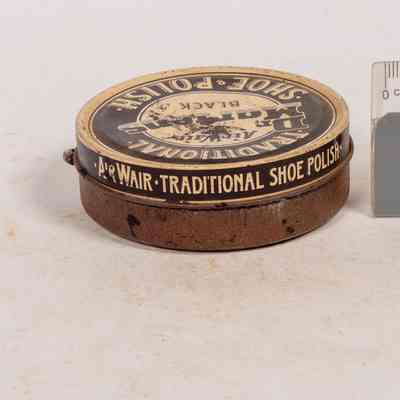 SHOE · POLISH ·
BLACK
TRADITIONAL
· A'R WAIR · TRADITIONAL SHOE POLISH ·
0 c